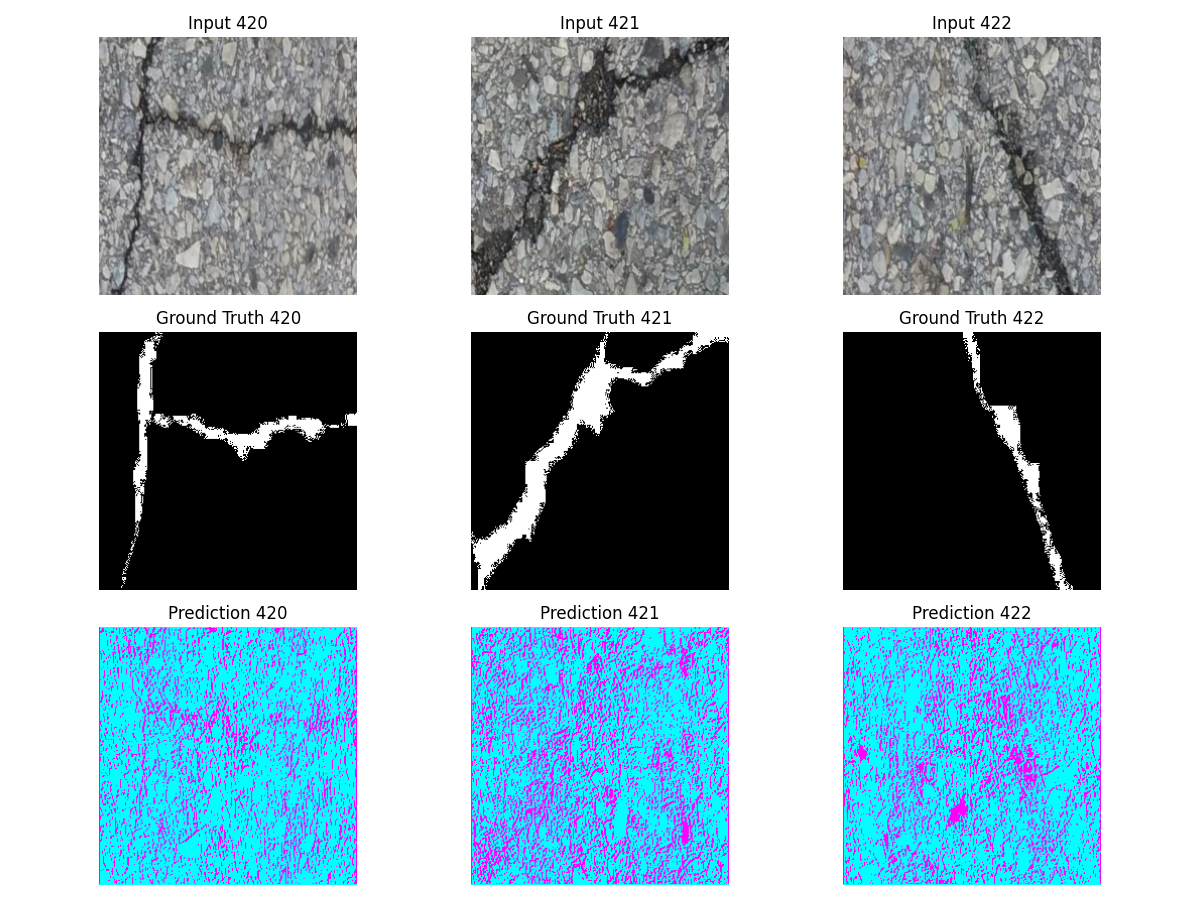 Input 420
Input 421
Input 422
Ground Truth 420
Ground Truth 421
Ground Truth 422
Prediction 420
Prediction 421
Prediction 422